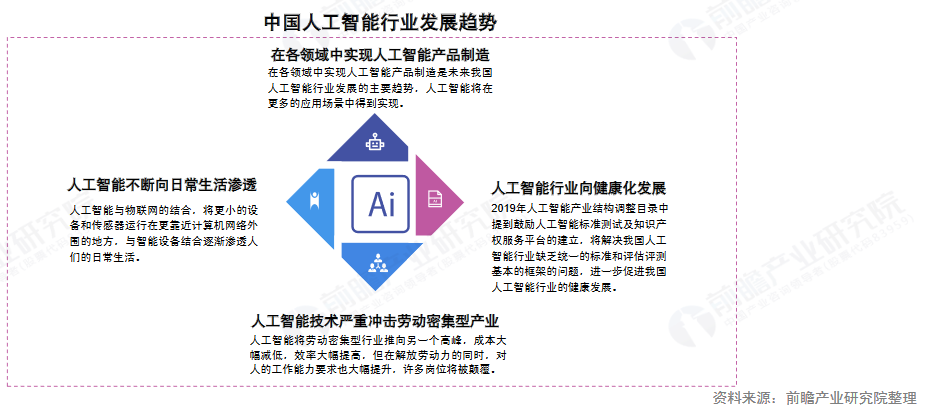 中国人工智能行业发展趋势
在各领域中实现人工智能产品制造
在各领域中实现人工智能产品制造是未来我国
人工智能行业发展的主要趋势，人工智能将在
更多的应用场景中得到实现。
人工智能不断向日常生活渗透
人工智能与物联网的结合，将更小的设
备和传感器运行在更靠近计算机网络外
围的地方，与智能设备结合逐渐渗透人
们的日常生活。
Ai
人工智能行业向健康化发展
2019年人工智能产业结构调整目录中
提到鼓励人工智能标准测试及知识产
权服务平台的建立，将解决我国人工
智能行业缺乏统一的标准和评估评测
基本的框架的问题，进一步促进我国
人工智能行业的健康发展。
人工智能技术严重冲击劳动密集型产业
人工智能将劳动密集型行业推向另一个高峰，成本大
幅减低，效率大幅提高，但在解放劳动力的同时，对
人的工作能力要求也大幅提升，许多岗位将被颠覆。
资料来源：前瞻产业研究院整理
前瞻产业研究院